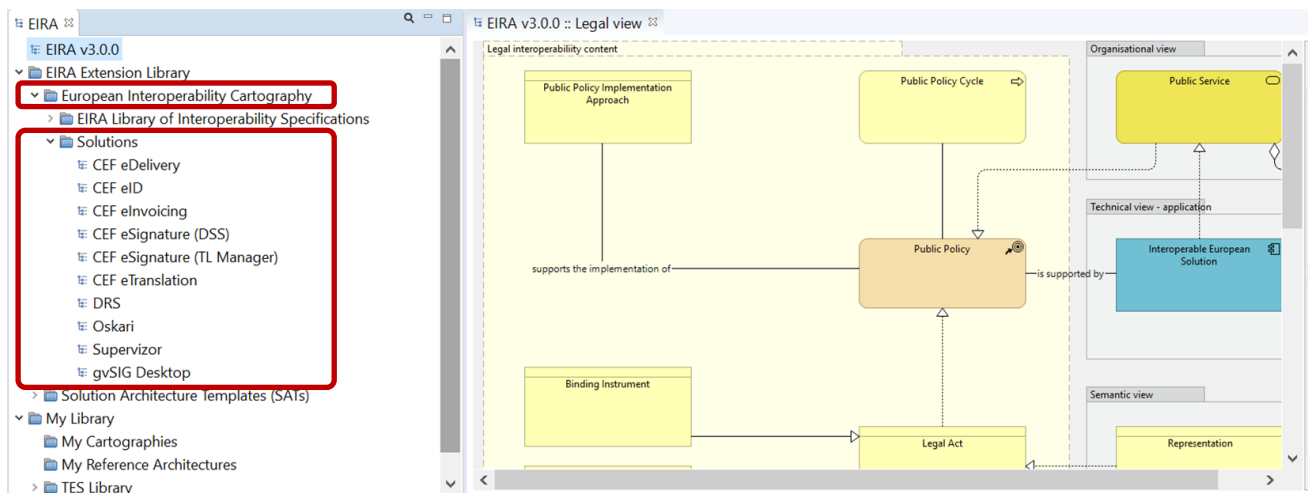 EIRA
EIRA v3.0.0
EIRA Extension Library
European Interoperability Cartography
EIRA Library of Interoperability Specifications
Solutions
CEF eDelivery
CEF eID
CEF eInvoicing
CEF eSignature (DSS)
CEF eSignature (TL Manager)
CEF eTranslation
DRS
Oskari
Supervizor
gvSIG Desktop
Solution Architecture Templates (SATs)
My Library
My Cartographies
My Reference Architectures
TES Library
EIRA v3.0.0 :: Legal view
Legal interoperabiliity content
Public Policy Implementation
Approach
Public Policy Cycle
Organisational view
Public Service
Technical view - application
supports the implementation of
Public Policy
is supported by
Interoperable European
Solution
Binding Instrument
Legal Act
Semantic view
Representation